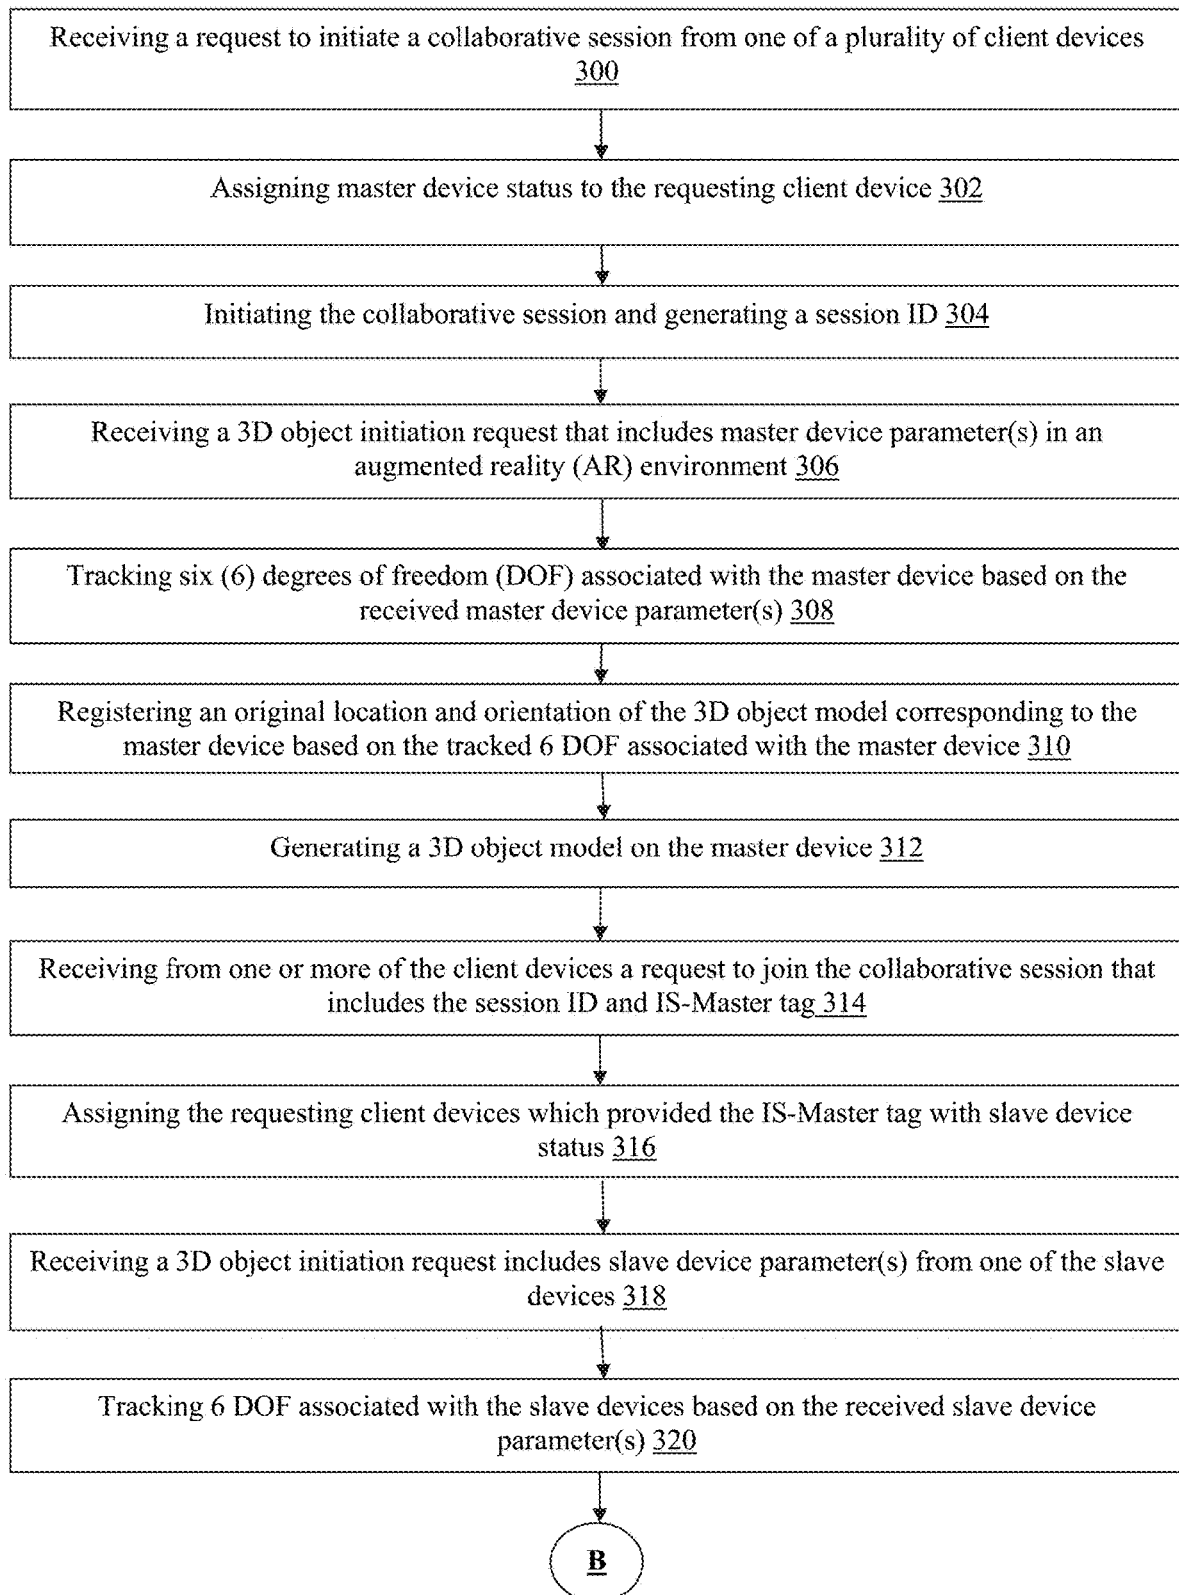 Receiving a request to initiate a collaborative session from one of a plurality of client devices
300
Assigning master device status to the requesting client device 302
Initiating the collaborative session and generating a session ID 304
Receiving a 3D object initiation request that includes master device parameter(s) in an
augmented reality (AR) environment 306
Tracking six (6) degrees of freedom (DOF) associated with the master device based on the
received master device parameter(s) 308
Registering an original location and orientation of the 3D object model corresponding to the
master device based on the tracked 6 DOF associated with the master device 310
Generating a 3D object model on the master device 312
Receiving from one or more of the client devices a request to join the collaborative session that
includes the session ID and IS-Master tag 314
Assigning the requesting client devices which provided the IS-Master tag with slave device
status 316
Receiving a 3D object initiation request includes slave device parameter(s) from one of the slave
devices 318
Tracking 6 DOF associated with the slave devices based on the received slave device
parameter(s) 320
B